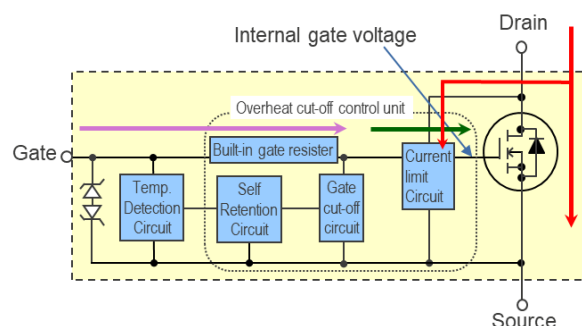 Drain
Internal gate voltage
Overheat cut-off control unit
Gate
Built-in gate resister
Current
limit
Circuit
Temp.
Detection
Circuit
Self
Retention
Circuit
Gate
cut-off
circuit
Source